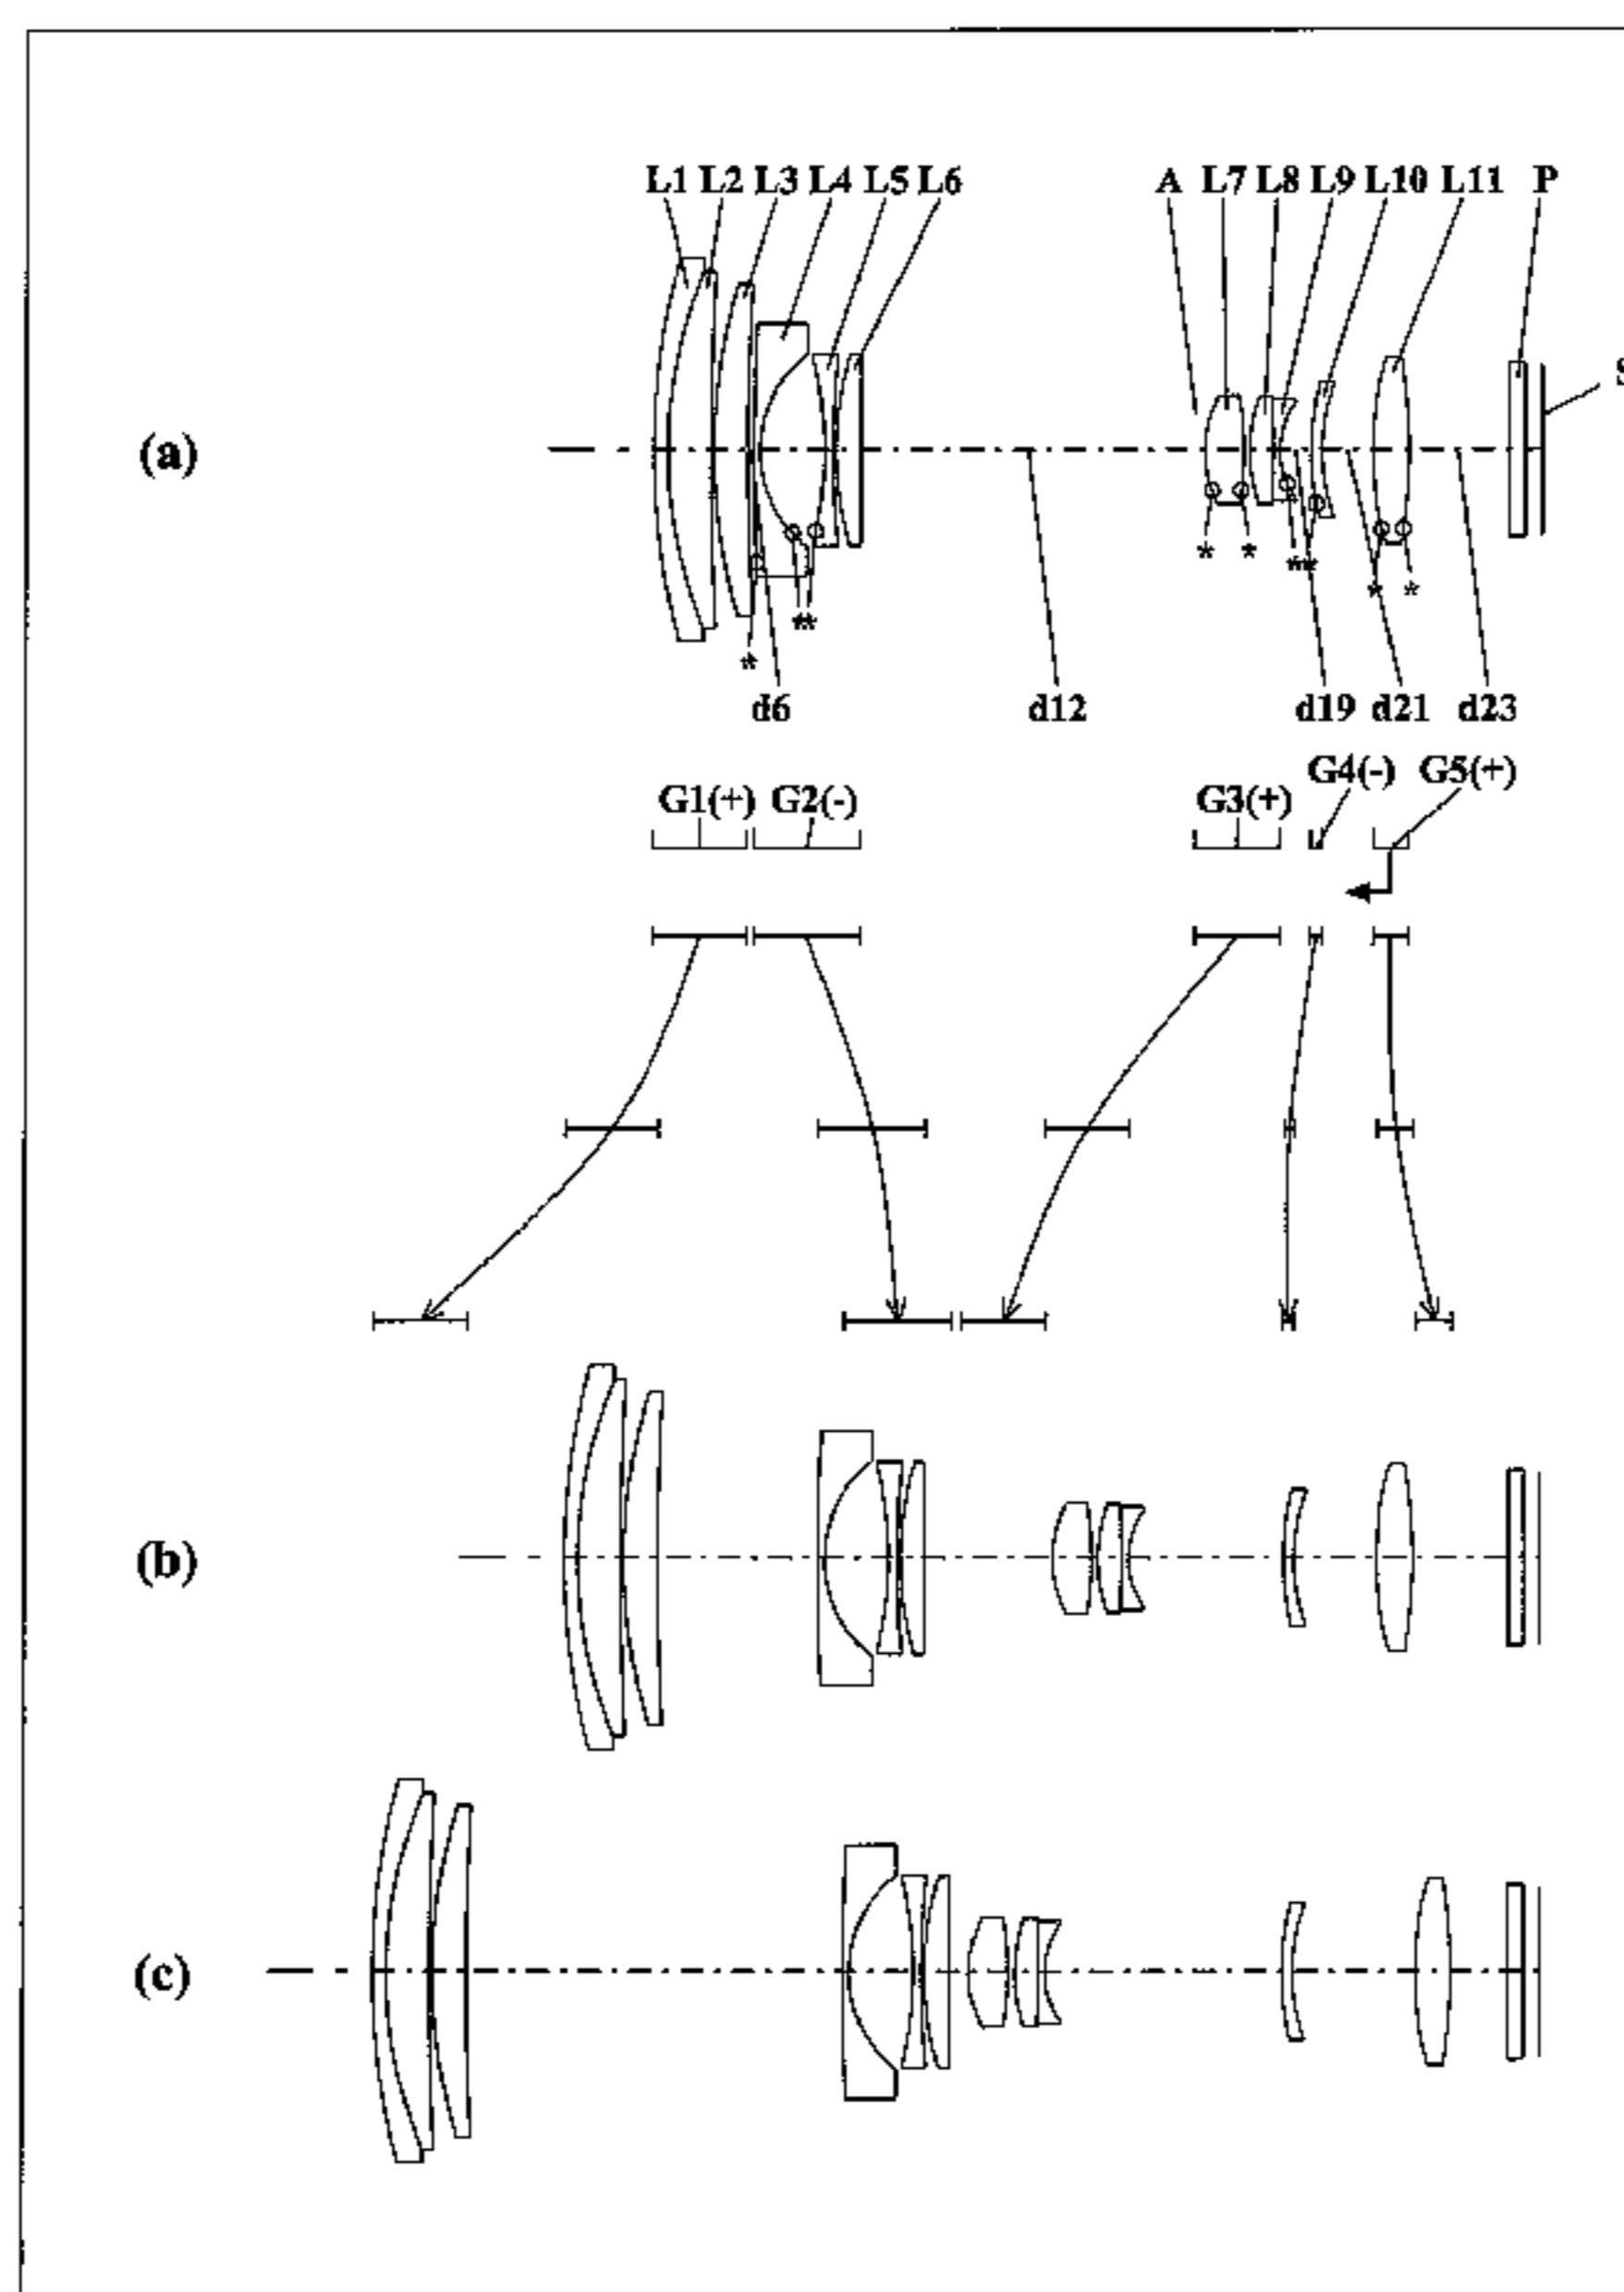 L1 L2 L3 L4 L5 L6 A L7 L8 L9 L10 L11 P
(a)
* * ** * *
**
*
d6 d12 d19 d21 d23
G4(-) G5(+)
G1(+) G2(-) G3(+)
(b)
(c)